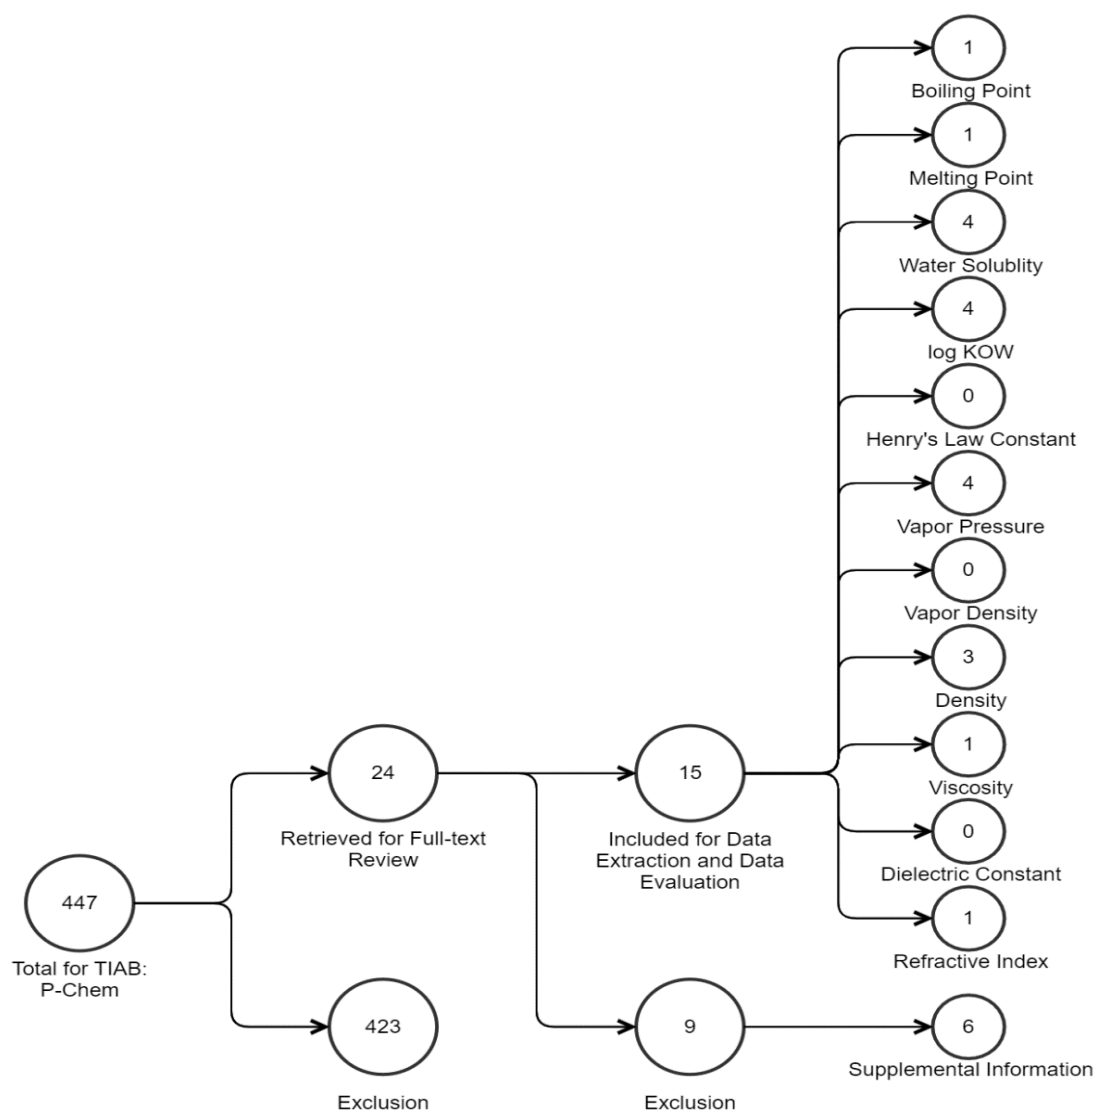 1
Boiling Point
1
Melting Point
4
Water Solublity
4
log KOW
0
Henry's Law Constant
4
Vapor Pressure
0
Vapor Density
3
Density
1
Viscosity
0
Dielectric Constant
1
Refractive Index
24
Retrieved for Full-text
Review
15
Included for Data
Extraction and Data
Evaluation
447
Total for TIAB:
P-Chem
423
Exclusion
9
Exclusion
6
Supplemental Information